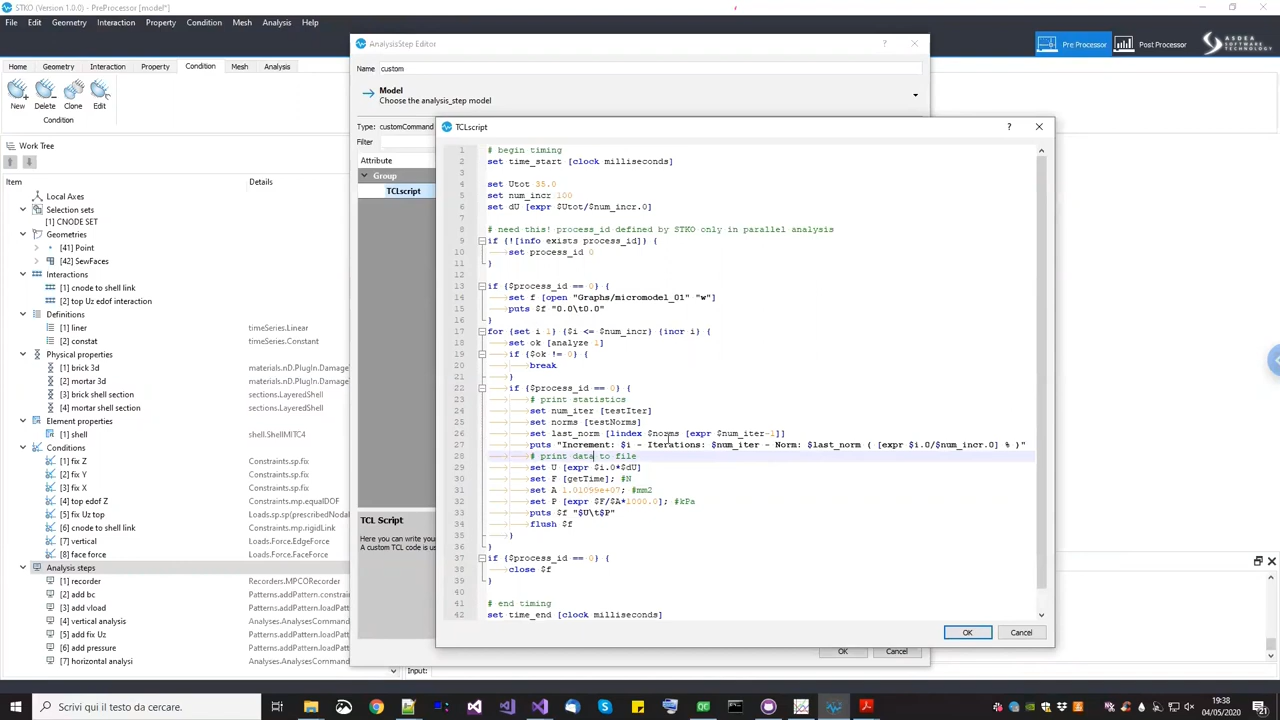 STKO (Version 1.0.0) - PreProcessor [model*]
File Edit Geometry Interaction Property Condition Mesh Analysis Help
Pre Processor
Post Processor
ASDEA
SOFTWARE
TECHNOLOGY
Home Geometry Interaction Property Condition Mesh Analysis
New Delete Clone Edit
Condition
Work Tree
Item Details
Local Axes
Selection sets
[1] CNODE SET
Geometries
[41] Point
[42] SewFaces
Interactions
[1] cnode to shell link
[2] top Uz edof interaction
Definitions
[1] liner timeSeries.Linear
[2] constat timeSeries.Constant
Physical properties
[1] brick 3d materials.nD.PlugIn.Damage
[2] mortar 3d materials.nD.PlugIn.Damage
[3] brick shell section sections.LayeredShell
[4] mortar shell section sections.LayeredShell
Element properties
[1] shell shell.ShellMITC4
Conditions
[1] fix Z Constraints.sp.fix
[2] fix Y Constraints.sp.fix
[3] fix X Constraints.sp.fix
[4] top edof Z Constraints.mp.equalDOF
[5] fix Uz top Loads.sp.sp(prescribedNodal
[6] cnode to shell link Constraints.mp.rigidLink
[7] vertical Loads.Force.EdgeForce
[8] face force Loads.Force.FaceForce
Analysis steps
[1] recorder Recorders.MPCORecorder
[2] add bc Patterns.addPattern.constrai
[3] add vload Patterns.addPattern.loadPatt
[4] vertical analysis Analyses.AnalysesCommand
[5] add fix Uz Patterns.addPattern.loadPatt
[6] add pressure Patterns.addPattern.loadPatt
[7] horizontal analysi Analyses.AnalysesCommand
AnalysisStep Editor
Name custom
Model
Choose the analysis_step model
Type: customCommand
Filter
Attribute
Group
TCLscript
TCL Script
Here you can write your
A custom TCL code is us
OK Cancel
Input:
TCLscript
1 # begin timing
2 set time_start [clock milliseconds]
3
4 set Utot 35.0
5 set num_incr 100
6 set dU [expr $Utot/$num_incr.0]
7
8 # need this! process_id defined by STKO only in parallel analysis
9 if {![info exists process_id]} {
10 set process_id 0
11 }
12
13 if {$process_id == 0} {
14 set f [open "Graphs/micromodel_01" "w"]
15 puts $f "0.0\t0.0"
16 }
17 for {set i 1} {$i <= $num_incr} {incr i} {
18 set ok [analyze 1]
19 if {$ok != 0} {
20 break
21 }
22 if {$process_id == 0} {
23 # print statistics
24 set num_iter [testIter]
25 set norms [testNorms]
26 set last_norm [lindex $norms [expr $num_iter-1]]
27 puts "Increment: $i - Iterations: $num_iter - Norm: $last_norm ( [expr $i.0/$num_incr.0] % )"
28 # print data to file
29 set U [expr $i.0*$dU]
30 set F [getTime]; #N
31 set A 1.01095e+07; #mm2
32 set P [expr $F/$A*1000.0]; #kPa
33 puts $f "$U\t$P"
34 flush $f
35 }
36 }
37 if {$process_id == 0} {
38 close $f
39 }
40
41 # end timing
42 set time_end [clock milliseconds]
OK Cancel
Scrivi qui il testo da cercare.
19:38
04/05/2020